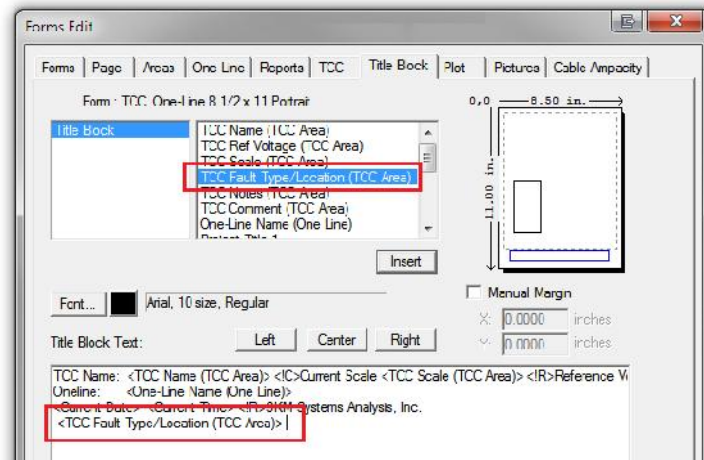 Forms Edit
Forms Page Areas One Line Reports TCC Title Block Plot Pictures Cable Ampacity
Form : TCC, One-Line 8 1/2 x 11 Portrait
0,0 8.50 in.
11.00 in.
Title Block
TCC Name (TCC Area)
TCC Ref Voltage (TCC Area)
TCC Scale (TCC Area)
TCC Fault Type/Location (TCC Area)
TCC Notes (TCC Area)
TCC Comment (TCC Area)
One-Line Name (One Line)
Project Title 1
Insert
Font... Arial, 10 size, Regular
Manual Margin
X: 0.0000 inches
Y: 0.0000 inches
Title Block Text: Left Center Right
TCC Name: <TCC Name (TCC Area)> <!C>Current Scale <TCC Scale (TCC Area)> <!R>Reference
Oneline: <One-Line Name (One Line)>
<Current Date> <Current Time> <!R>SKM Systems Analysis, Inc.
<TCC Fault Type/Location (TCC Area)>